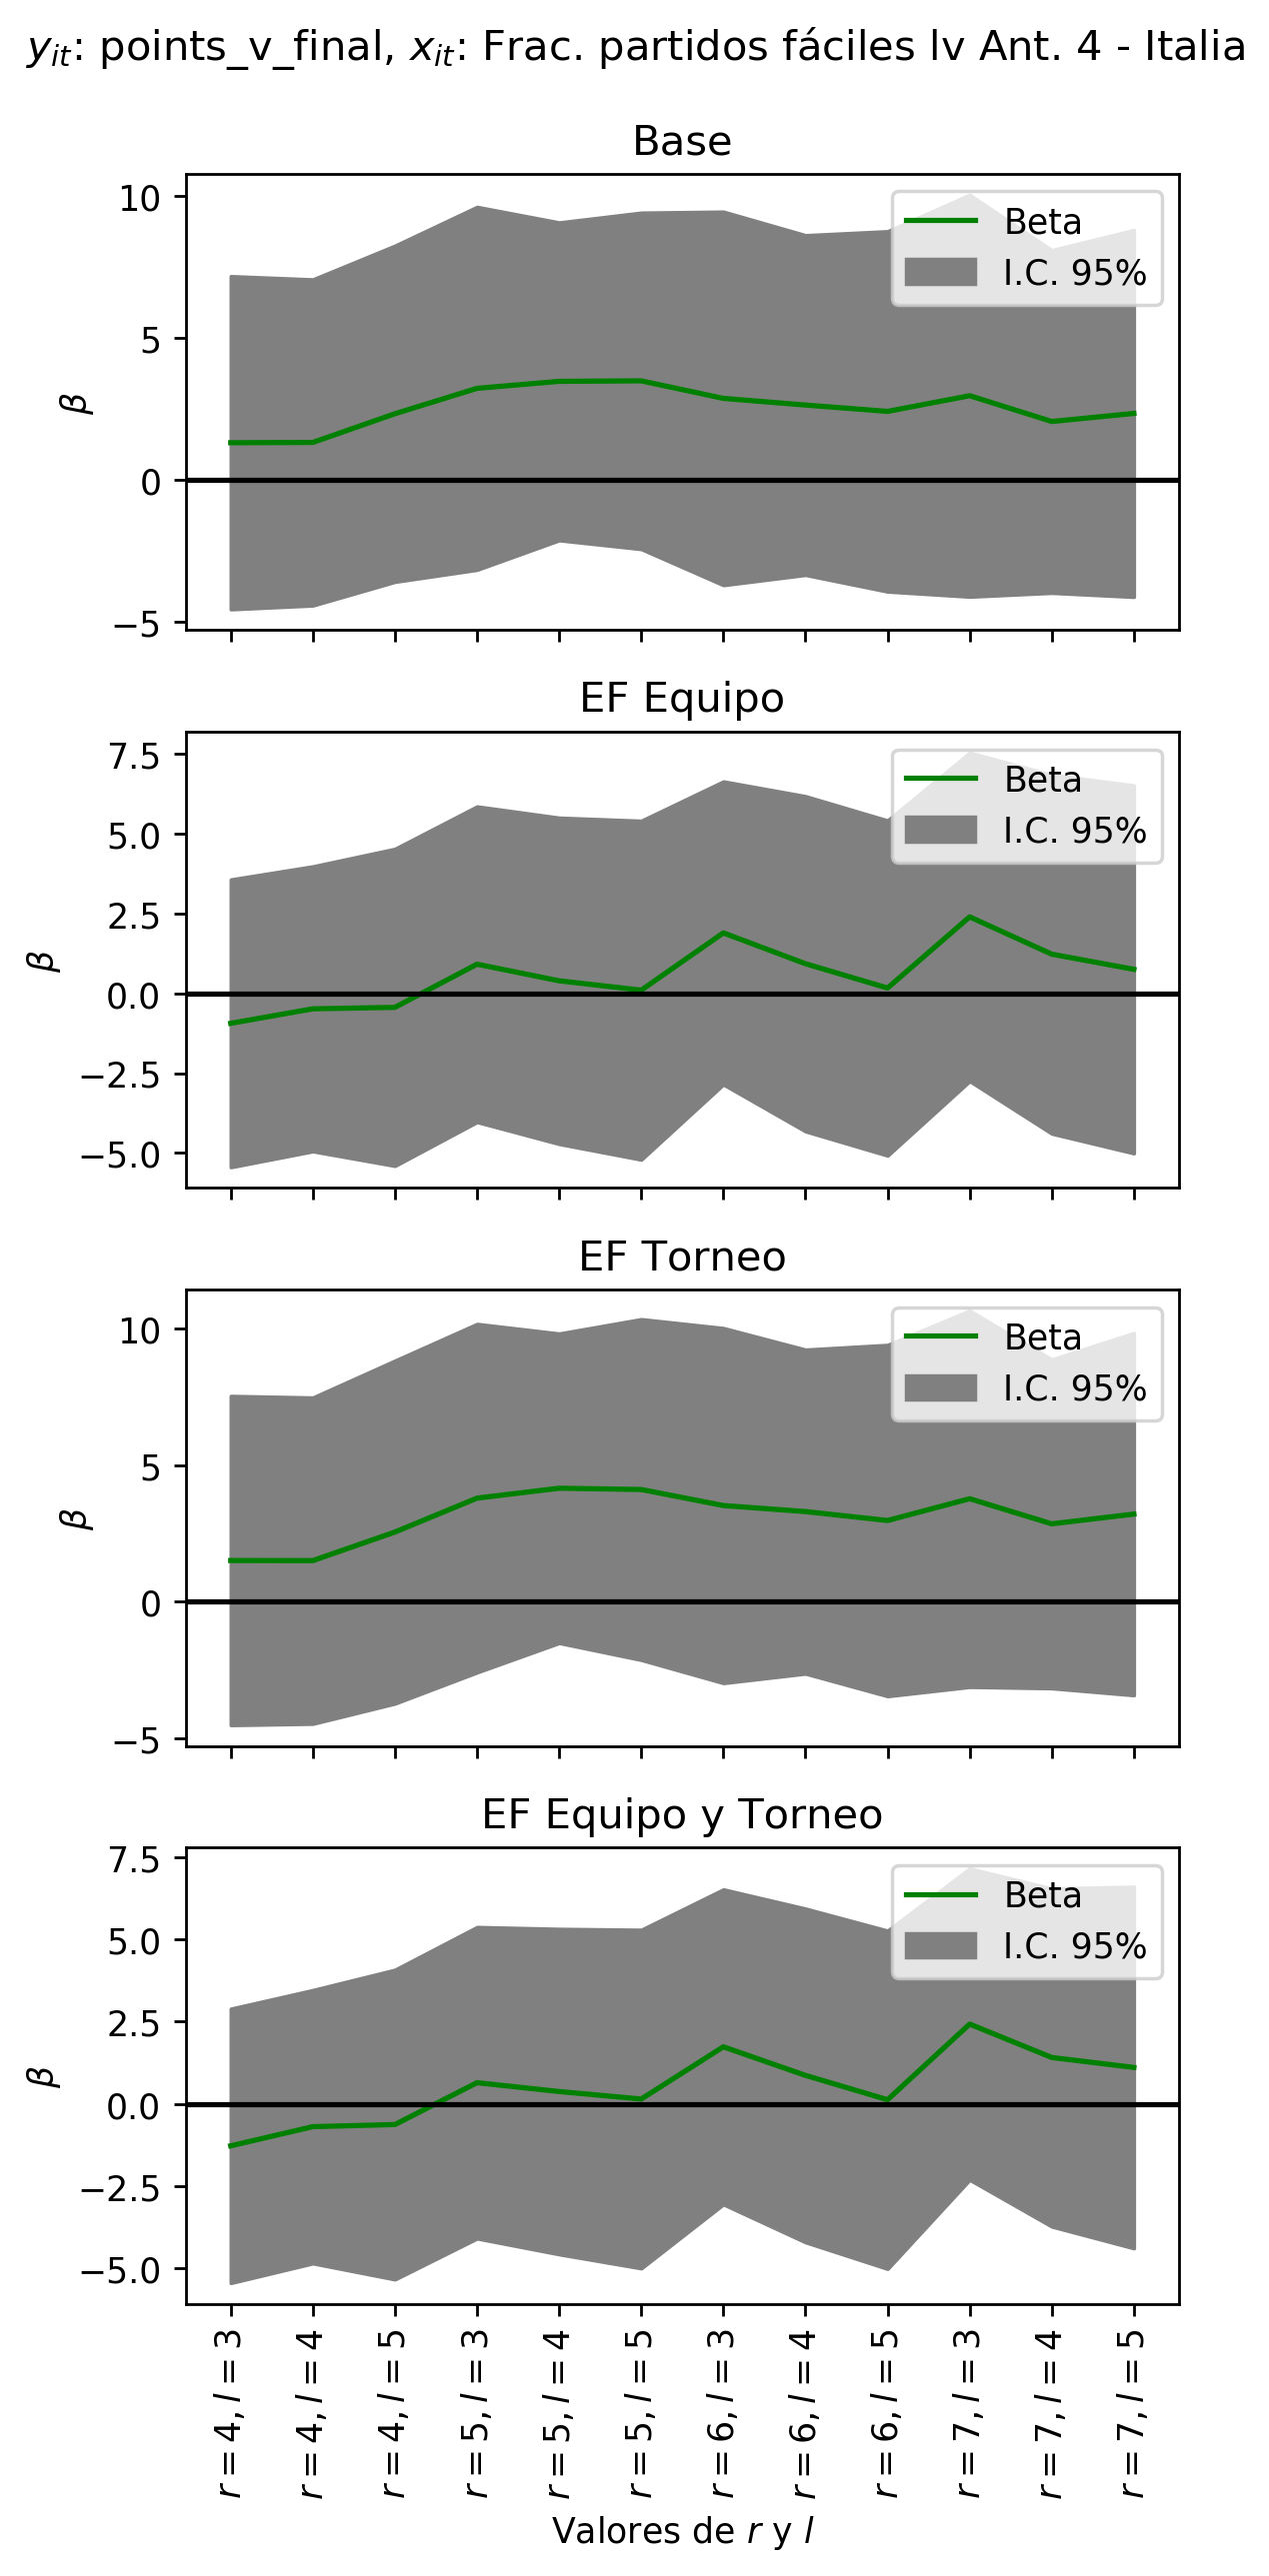 y_it: points_v_final, x_it: Frac. partidos fáciles lv Ant. 4 - Italia
Base
10
5
0
−5
β
Beta
I.C. 95%
EF Equipo
7.5
5.0
2.5
0.0
−2.5
−5.0
β
Beta
I.C. 95%
EF Torneo
10
5
0
−5
β
Beta
I.C. 95%
EF Equipo y Torneo
7.5
5.0
2.5
0.0
−2.5
−5.0
β
Beta
I.C. 95%
r = 4, l = 3
r = 4, l = 4
r = 4, l = 5
r = 5, l = 3
r = 5, l = 4
r = 5, l = 5
r = 6, l = 3
r = 6, l = 4
r = 6, l = 5
r = 7, l = 3
r = 7, l = 4
r = 7, l = 5
Valores de r y l